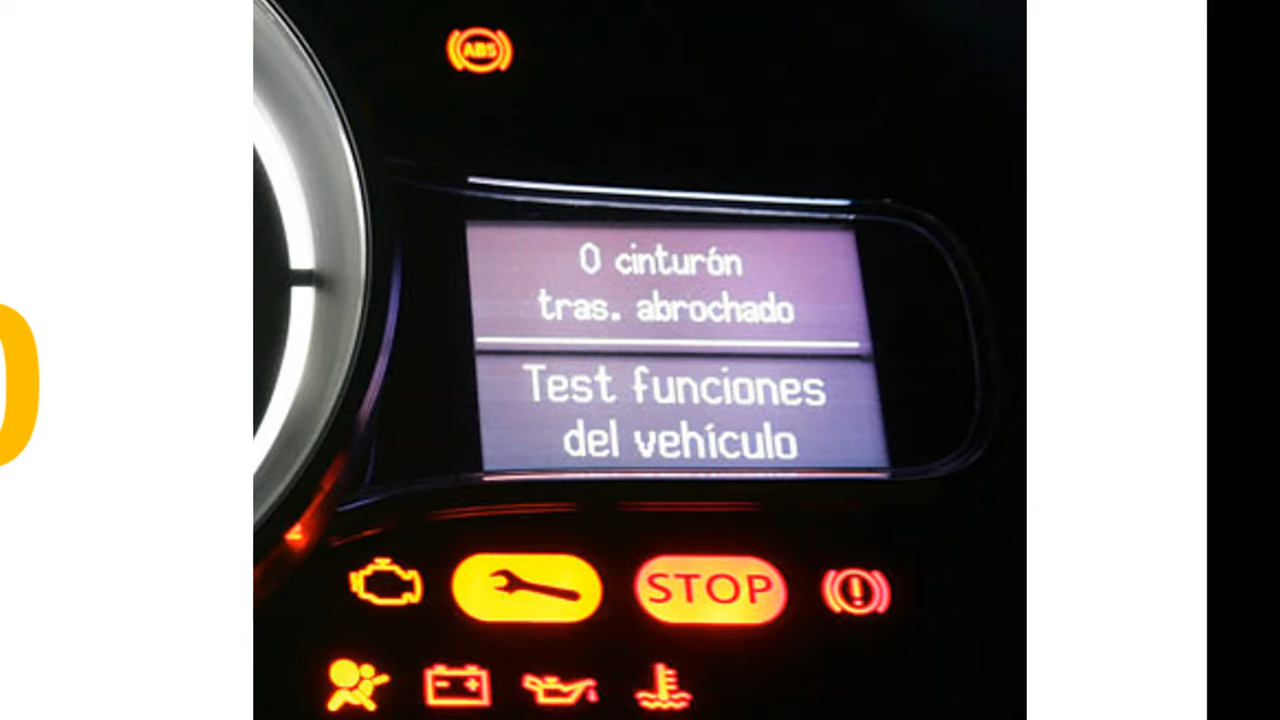 ABS
0 cinturón
tras. abrochado
Test funciones
del vehículo
STOP